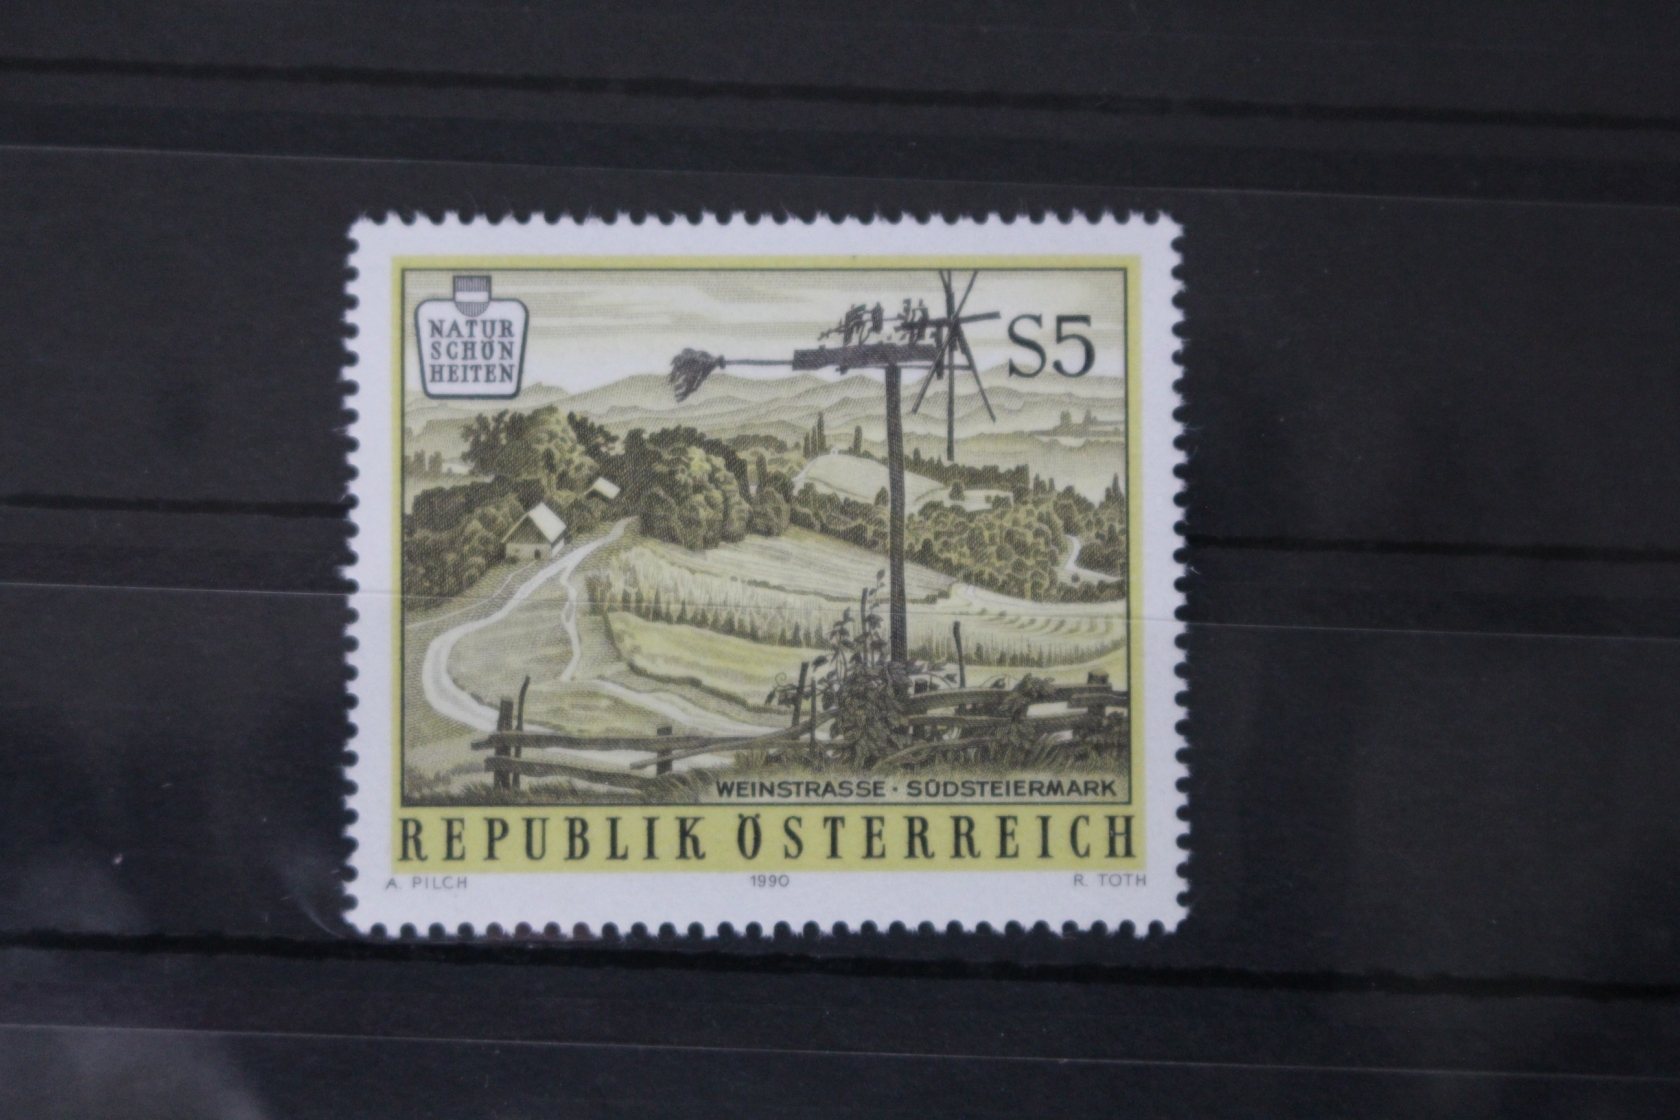 NATUR
SCHÖN
HEITEN
S5
WEINSTRASSE · SÜDSTEIERMARK
REPUBLIK ÖSTERREICH
A. PILCH 1990 R. TOTH